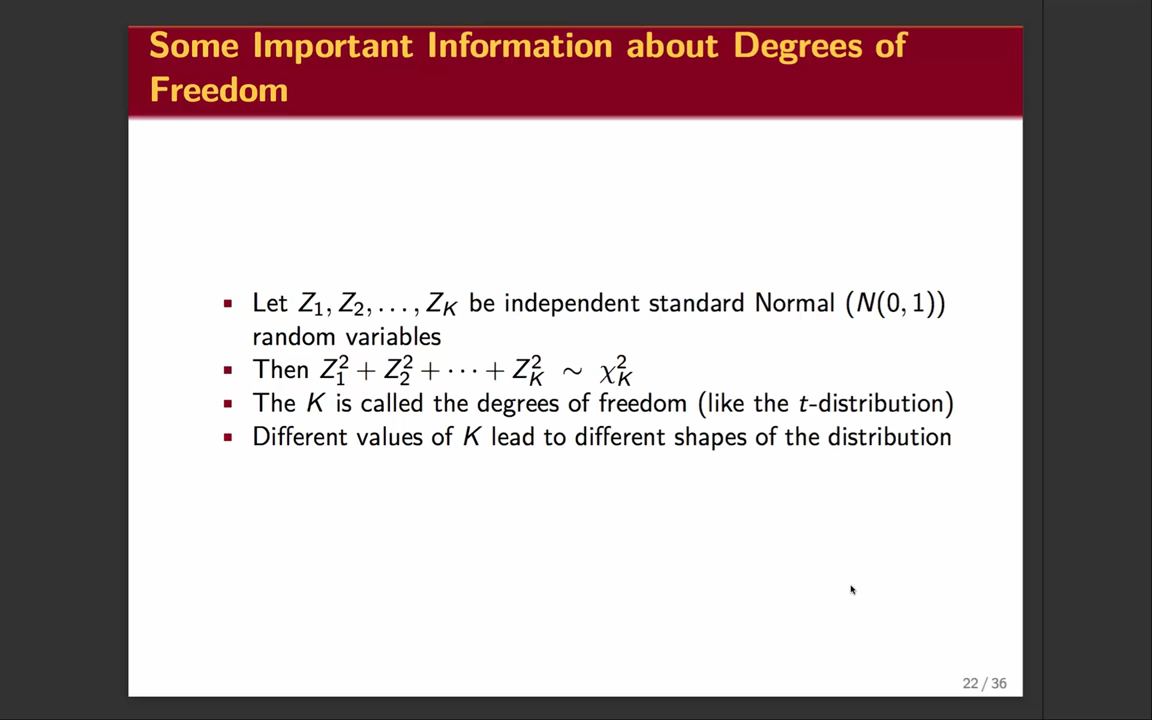 Some Important Information about Degrees of
Freedom
▪ Let Z₁, Z₂, . . . , Z_K be independent standard Normal (N(0, 1))
random variables
▪ Then Z₁² + Z₂² + · · · + Z_K² ∼ χ_K²
▪ The K is called the degrees of freedom (like the t-distribution)
▪ Different values of K lead to different shapes of the distribution
22 / 36